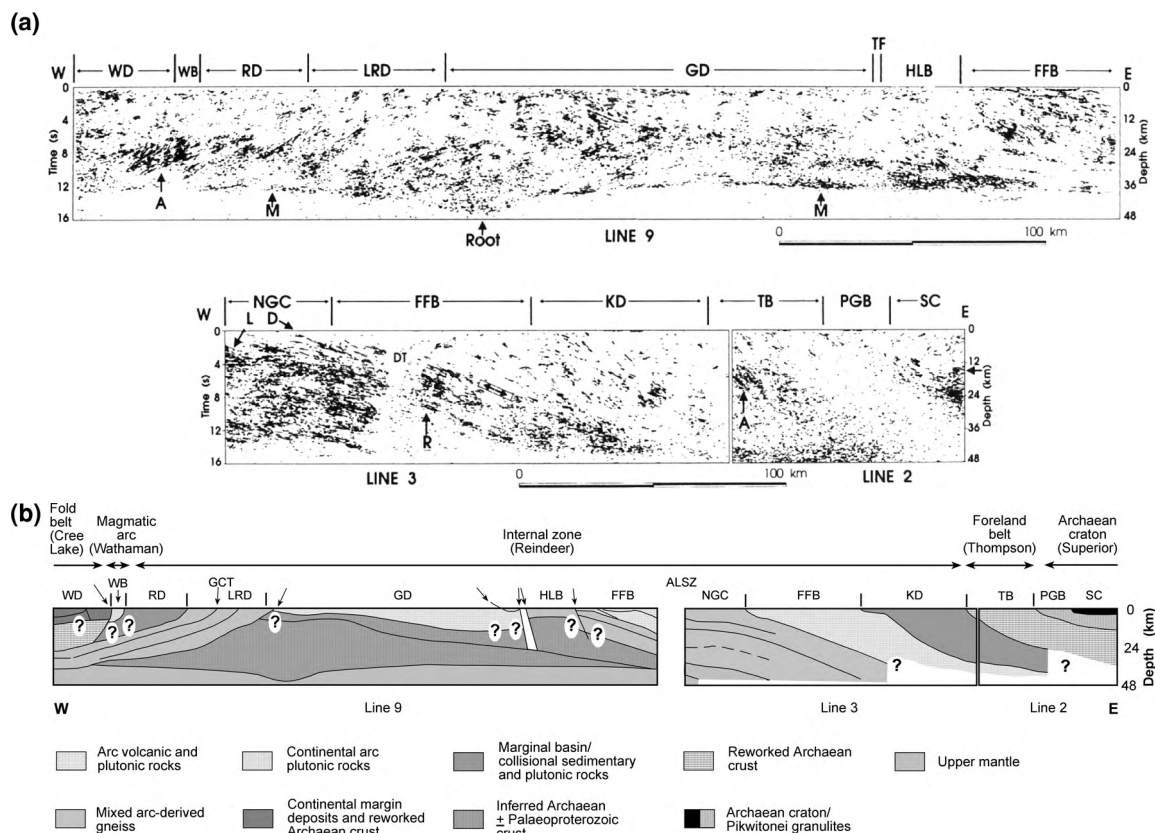 (a)
TF
W WD WB RD LRD GD HLB FFB E
0 0
4 12
8 24
12 36
16 48
Time (s)
Depth (km)
A M Root M
LINE 9
0 100 km
W NGC FFB KD TB PGB SC E
L D
DT
0 0
4 12
8 24
12 36
16 48
Time (s)
Depth (km)
R A
LINE 3
0 100 km
LINE 2
(b)
Fold belt (Cree Lake)
Magmatic arc (Wathaman)
Internal zone (Reindeer)
Foreland belt (Thompson)
Archaean craton (Superior)
WD WB RD GCT LRD GD HLB FFB ALSZ NGC FFB KD TB PGB SC
? ? ? ? ? ? ? ? ? ?
0
24
48
Depth (km)
W Line 9 Line 3 Line 2 E
Arc volcanic and plutonic rocks
Continental arc plutonic rocks
Marginal basin/ collisional sedimentary and plutonic rocks
Reworked Archaean crust
Upper mantle
Mixed arc-derived gneiss
Continental margin deposits and reworked Archaean crust
Inferred Archaean ± Palaeoproterozoic crust
Archaean craton/ Pikwitonei granulites